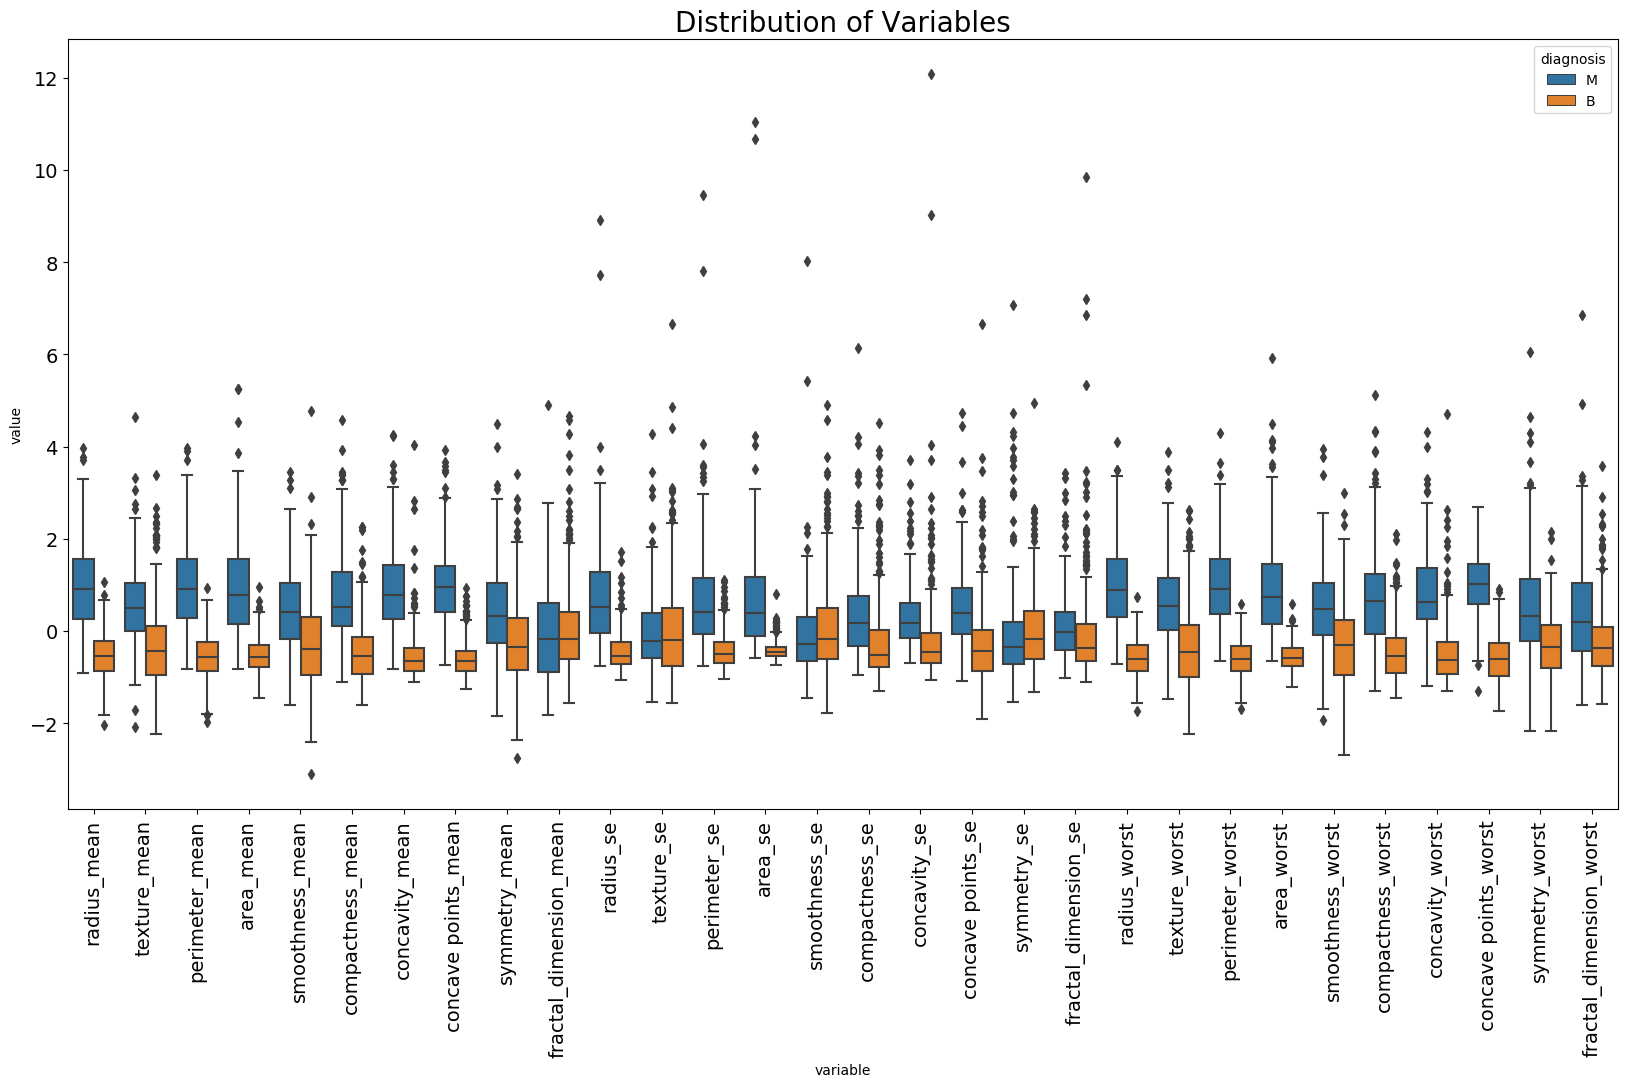 Distribution of Variables
diagnosis
M
B
12
10
8
6
4
2
0
−2
value
radius_mean
texture_mean
perimeter_mean
area_mean
smoothness_mean
compactness_mean
concavity_mean
concave points_mean
symmetry_mean
fractal_dimension_mean
radius_se
texture_se
perimeter_se
area_se
smoothness_se
compactness_se
concavity_se
concave points_se
symmetry_se
fractal_dimension_se
radius_worst
texture_worst
perimeter_worst
area_worst
smoothness_worst
compactness_worst
concavity_worst
concave points_worst
symmetry_worst
fractal_dimension_worst
variable